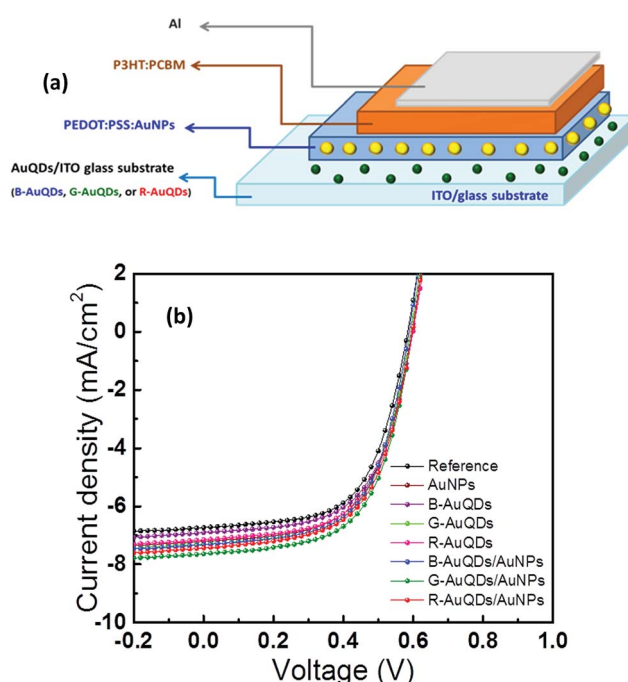 Al
(a)
P3HT:PCBM
PEDOT:PSS:AuNPs
AuQDs/ITO glass substrate
(B-AuQDs, G-AuQDs, or R-AuQDs)
ITO/glass substrate
(b)
2
0
-2
-4
-6
-8
-10
Current density (mA/cm²)
Reference
AuNPs
B-AuQDs
G-AuQDs
R-AuQDs
B-AuQDs/AuNPs
G-AuQDs/AuNPs
R-AuQDs/AuNPs
-0.2 0.0 0.2 0.4 0.6 0.8 1.0
Voltage (V)